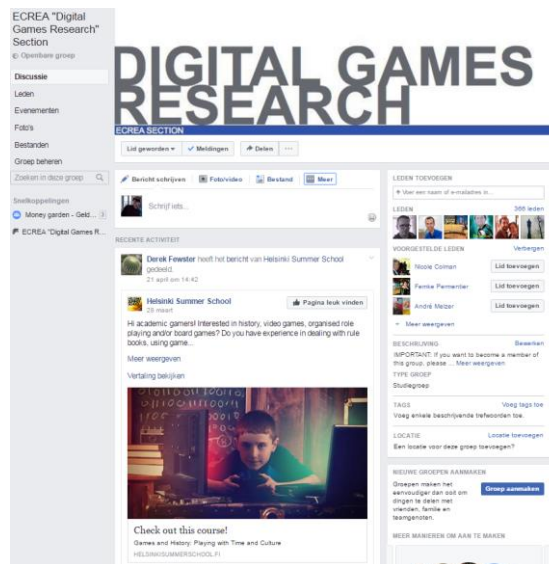 ECREA "Digital
Games Research"
Section
Openbare groep
Discussie
Leden
Evenementen
Foto's
Bestanden
Groep beheren
Zoeken in deze groep
Snelkoppelingen
Money garden - Geld...
ECREA "Digital Games R...
DIGITAL GAMES
RESEARCH
ECREA SECTION
Lid geworden
Meldingen
Delen
Bericht schrijven
Foto/video
Bestand
Meer
Schrijf iets...
RECENTE ACTIVITEIT
Derek Fewster heeft het bericht van Helsinki Summer School
gedeeld.
21 april om 14:42
Helsinki Summer School
28 maart
Pagina leuk vinden
Hi academic gamers! Interested in history, video games, organised role
playing and/or board games? Do you have experience in dealing with rule
books, using game...
Meer weergeven
Vertaling bekijken
Check out this course!
Games and History: Playing with Time and Culture
HELSINKISUMMERSCHOOL.FI
LEDEN TOEVOEGEN
Voer een naam of e-mailadres in...
LEDEN
366 leden
VOORGESTELDE LEDEN
Verbergen
Nicole Colman
Lid toevoegen
Femke Permentier
Lid toevoegen
André Melzer
Lid toevoegen
Meer weergeven
BESCHRIJVING
Bewerken
IMPORTANT: If you want to become a member of
this group, please ... Meer weergeven
TYPE GROEP
Studiegroep
TAGS
Voeg tags toe
Voeg enkele beschrijvende trefwoorden toe.
LOCATIE
Locatie toevoegen
Een locatie voor deze groep toevoegen?
NIEUWE GROEPEN AANMAKEN
Groepen maken het
eenvoudiger dan ooit om
dingen te delen met
vrienden, familie en
teamgenoten.
Groep aanmaken
MEER MANIEREN OM AAN TE MAKEN